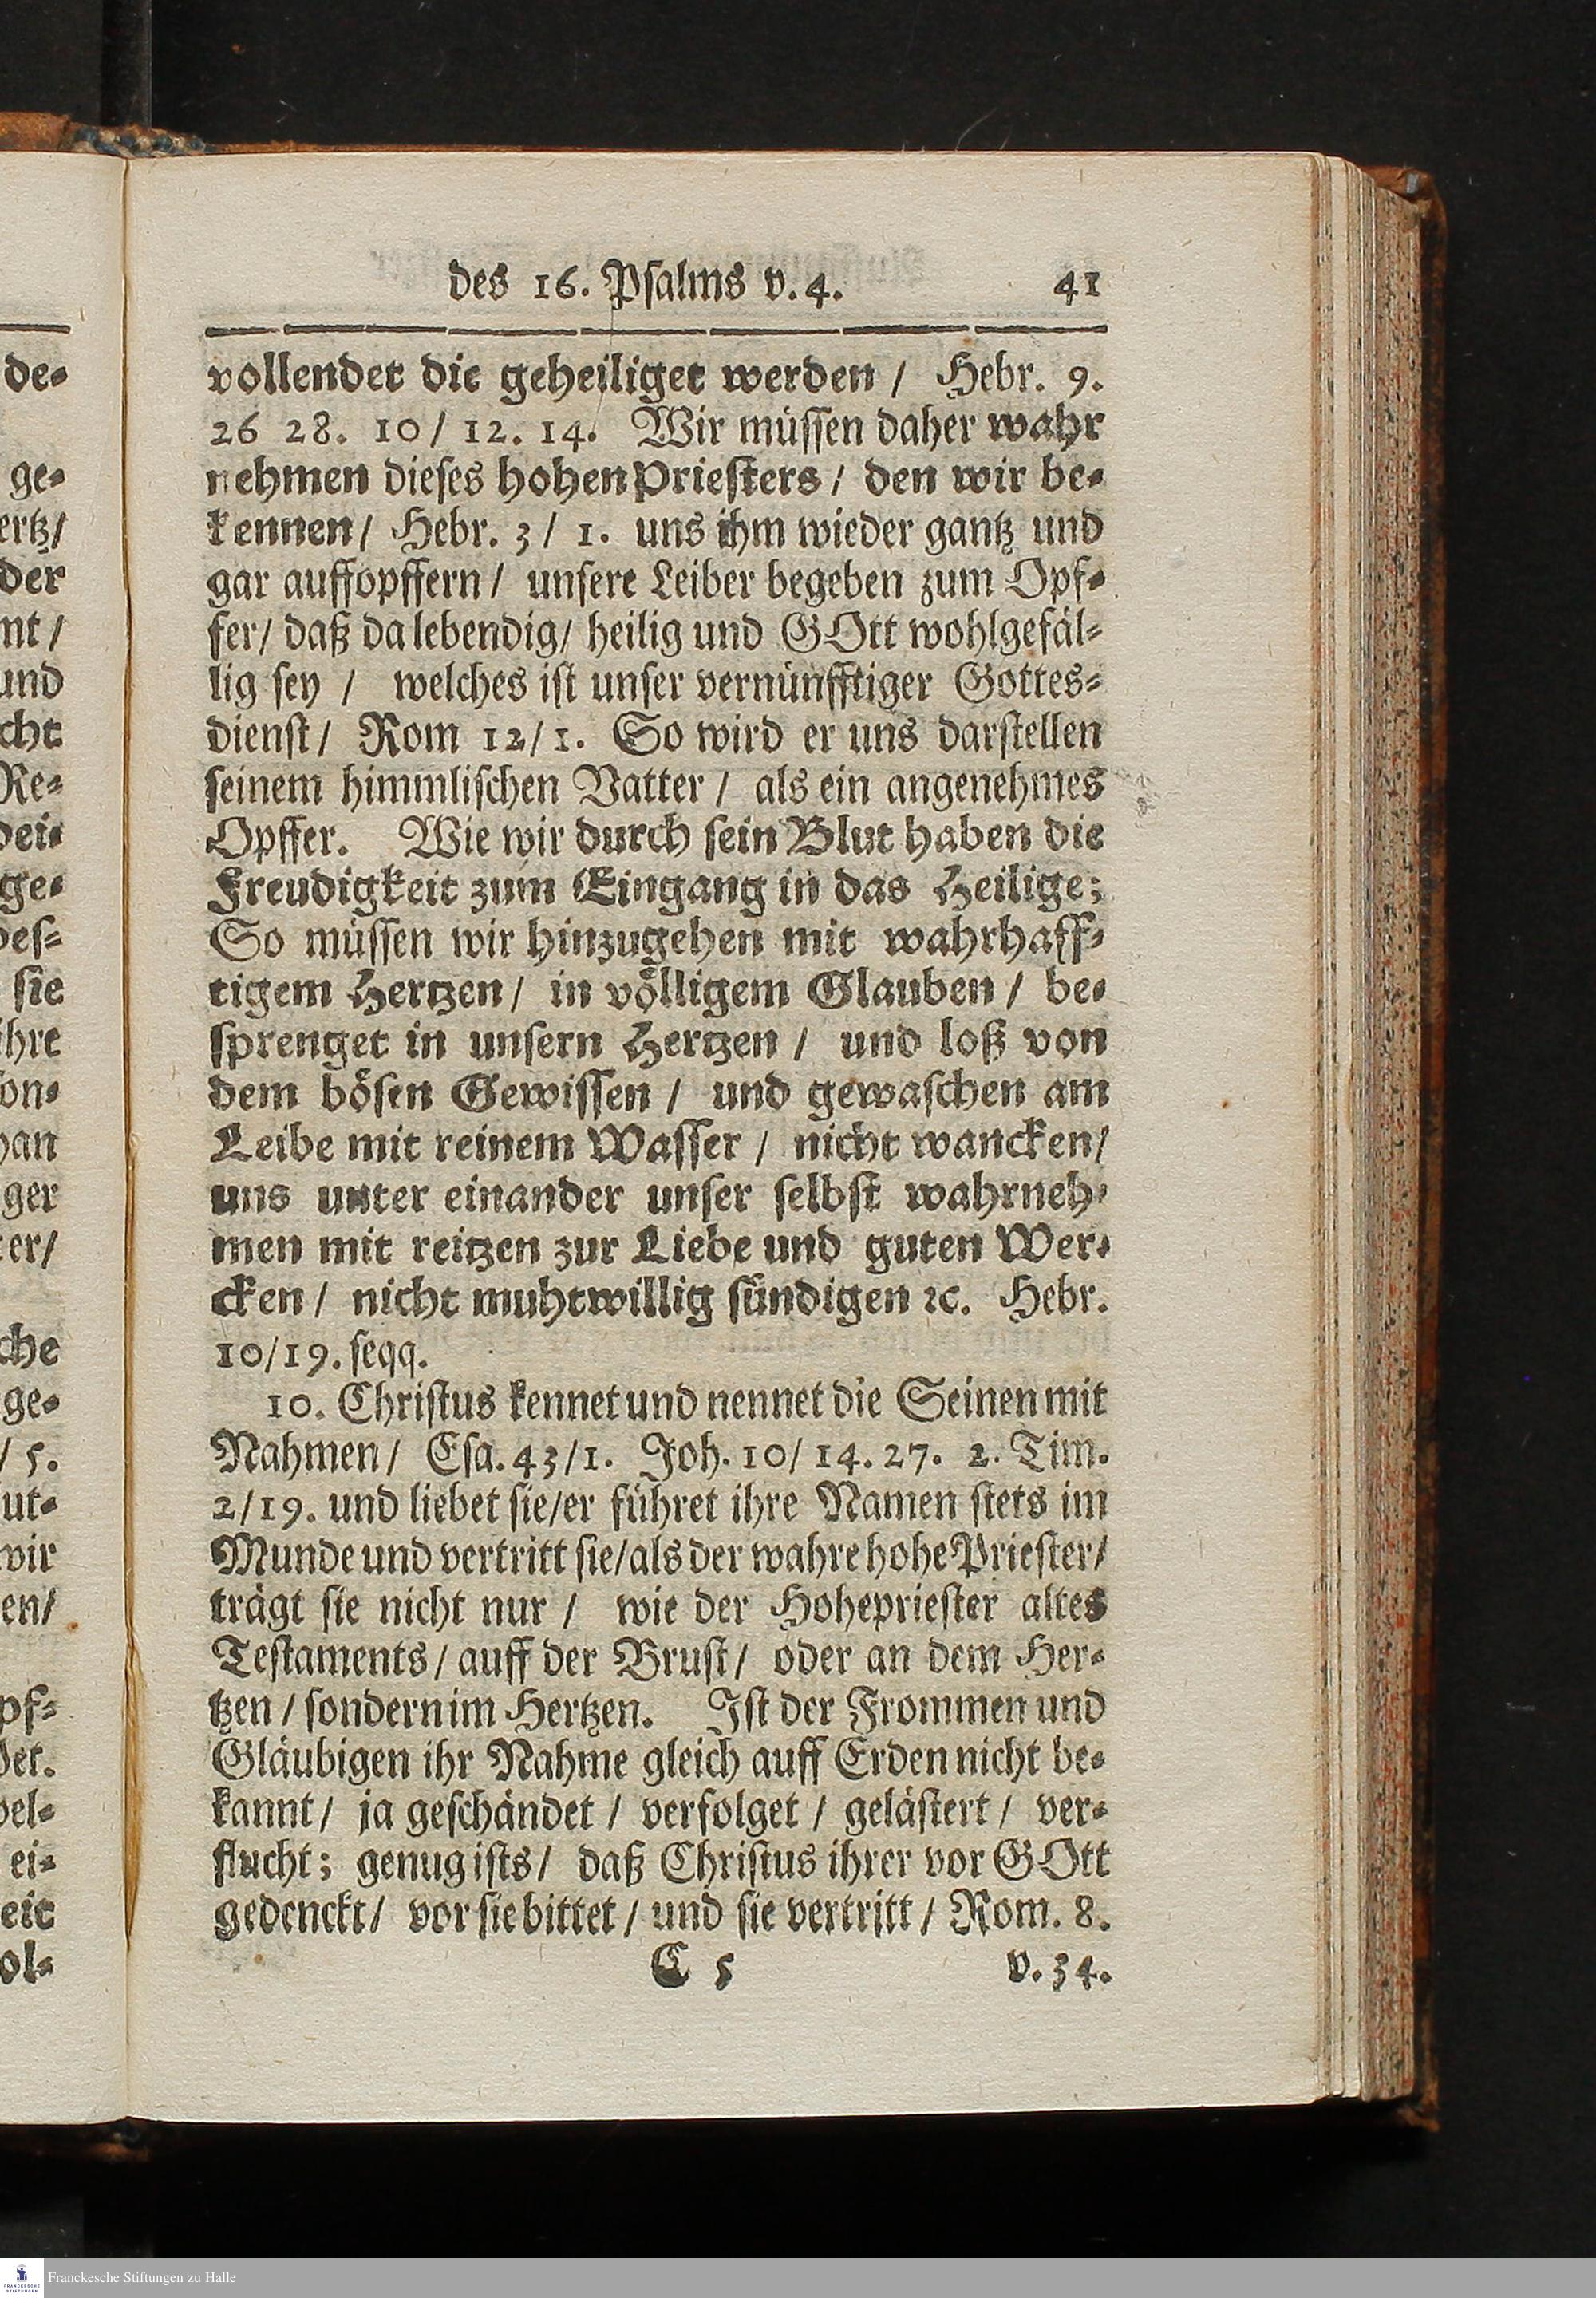 des 16. Psalms v. 4. 41
vollendet die geheiliget werden / Hebr. 9.
26 28. 10 / 12. 14. Wir müssen daher wahr
nehmen dieses hohen Priesters / den wir be-
kennen / Hebr. 3 / 1. uns ihm wieder gantz und
gar auffopffern / unsere Leiber begeben zum Opf-
fer / daß da lebendig / heilig und GOtt wohlgefäl-
lig sey / welches ist unser vernünfftiger Gottes-
dienst / Rom 12 / 1. So wird er uns darstellen
seinem himmlischen Vatter / als ein angenehmes
Opffer. Wie wir durch sein Blut haben die
Freudigkeit zum Eingang in das Heilige;
So müssen wir hinzugehen mit wahrhaff-
tigem Hertzen / in völligem Glauben / be-
sprenget in unsern Hertzen / und loß von
dem bösen Gewissen / und gewaschen am
Leibe mit reinem Wasser / nicht wancken /
uns unter einander unser selbst wahrneh-
men mit reitzen zur Liebe und guten Wer-
cken / nicht muhtwillig sündigen ꝛc. Hebr.
10 / 19. seqq.
10. Christus kennet und nennet die Seinen mit
Nahmen / Esa. 43 / 1. Joh. 10 / 14. 27. 2. Tim.
2 / 19. und liebet sie / er führet ihre Namen stets im
Munde und vertritt sie / als der wahre hohe Priester /
trägt sie nicht nur / wie der Hohepriester altes
Testaments / auff der Brust / oder an dem Her-
tzen / sondern im Hertzen. Ist der Frommen und
Gläubigen ihr Nahme gleich auff Erden nicht be-
kannt / ja geschändet / verfolget / gelästert / ver-
flucht; genug ists / daß Christus ihrer vor GOtt
gedenckt / vor sie bittet / und sie vertritt / Rom. 8.
C 5 v. 34.
Franckesche Stiftungen zu Halle